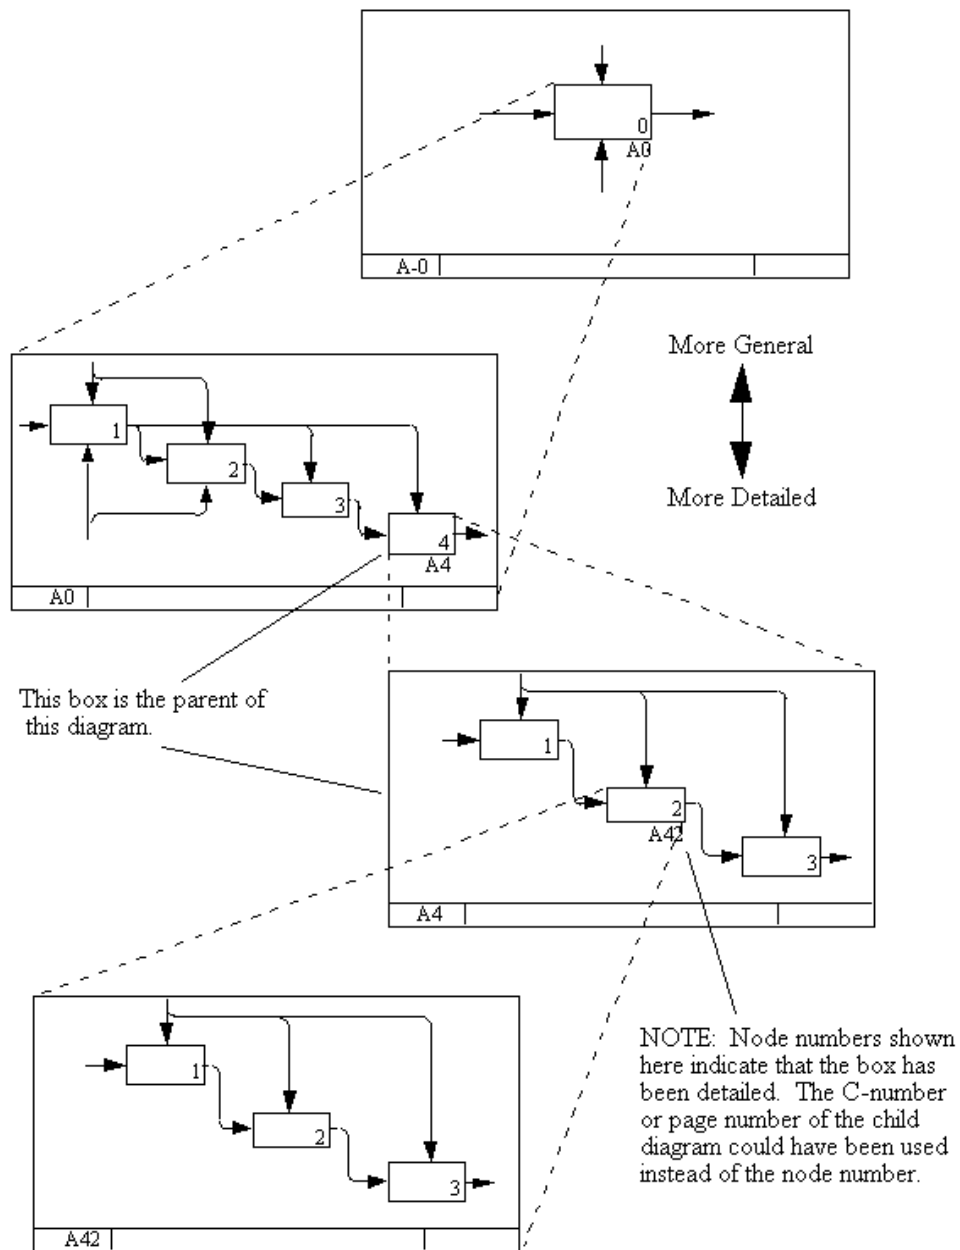 0
A0
A-0
More General
More Detailed
1
2
3
4
A4
A0
This box is the parent of
this diagram.
1
2
A42
3
A4
NOTE: Node numbers shown
here indicate that the box has
been detailed. The C-number
or page number of the child
diagram could have been used
instead of the node number.
1
2
3
A42